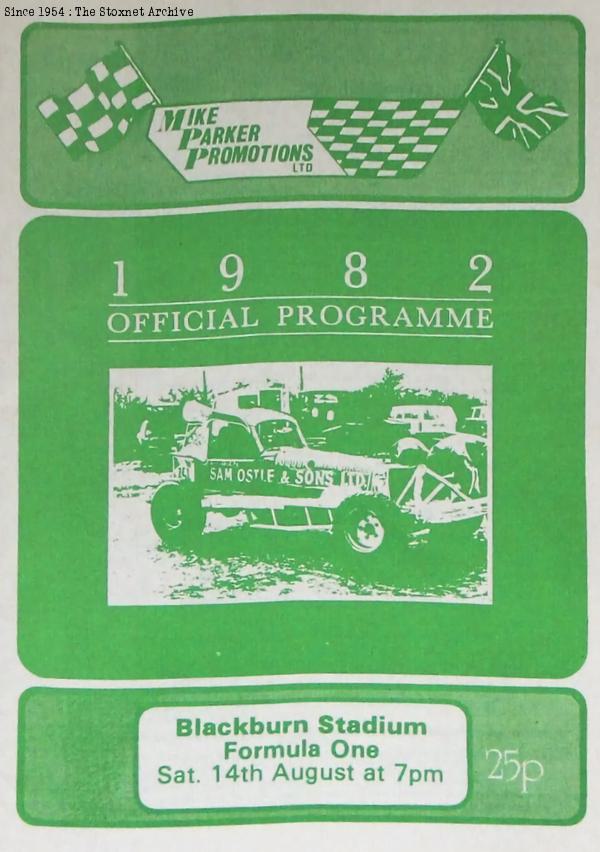 Since 1954 : The Stoxnet Archive
MIKE
PARKER
PROMOTIONS
LTD
1 9 8 2
OFFICIAL PROGRAMME
SAM OSTLE & SONS LTD
Blackburn Stadium
Formula One
Sat. 14th August at 7pm
25p